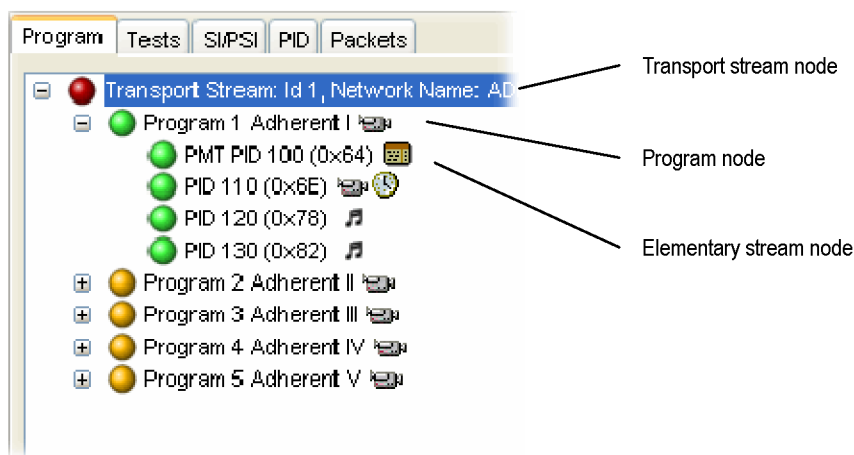 Program Tests SI/PSI PID Packets
Transport Stream: Id 1, Network Name: AD
Transport stream node
Program 1 Adherent I
Program node
PMT PID 100 (0x64)
PID 110 (0x6E)
PID 120 (0x78)
PID 130 (0x82)
Elementary stream node
Program 2 Adherent II
Program 3 Adherent III
Program 4 Adherent IV
Program 5 Adherent V